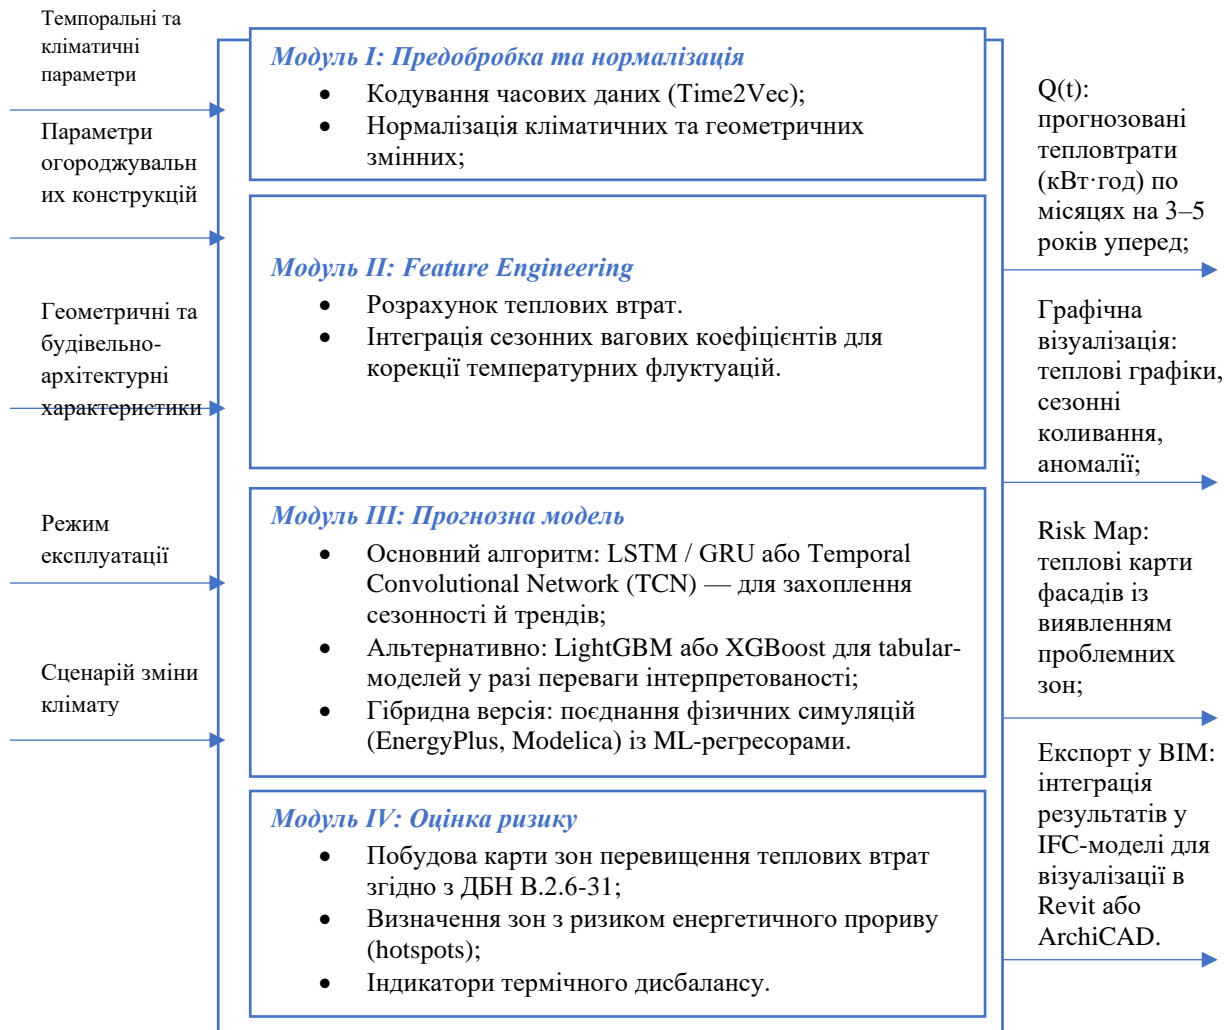 Темпоральні та
кліматичні
параметри
Параметри
огороджувальн
их конструкцій
Геометричні та
будівельно-
архітектурні
характеристики
Режим
експлуатації
Сценарій зміни
клімату
Модуль I: Предобробка та нормалізація
• Кодування часових даних (Time2Vec);
• Нормалізація кліматичних та геометричних
змінних;
Модуль II: Feature Engineering
• Розрахунок теплових втрат.
• Інтеграція сезонних вагових коефіцієнтів для
корекції температурних флуктуацій.
Модуль III: Прогнозна модель
• Основний алгоритм: LSTM / GRU або Temporal
Convolutional Network (TCN) — для захоплення
сезонності й трендів;
• Альтернативно: LightGBM або XGBoost для tabular-
моделей у разі переваги інтерпретованості;
• Гібридна версія: поєднання фізичних симуляцій
(EnergyPlus, Modelica) із ML-регресорами.
Модуль IV: Оцінка ризику
• Побудова карти зон перевищення теплових втрат
згідно з ДБН В.2.6-31;
• Визначення зон з ризиком енергетичного прориву
(hotspots);
• Індикатори термічного дисбалансу.
Q(t):
прогнозовані
тепловтрати
(кВт·год) по
місяцях на 3–5
років уперед;
Графічна
візуалізація:
теплові графіки,
сезонні
коливання,
аномалії;
Risk Map:
теплові карти
фасадів із
виявленням
проблемних
зон;
Експорт у BIM:
інтеграція
результатів у
IFC-моделі для
візуалізації в
Revit або
ArchiCAD.